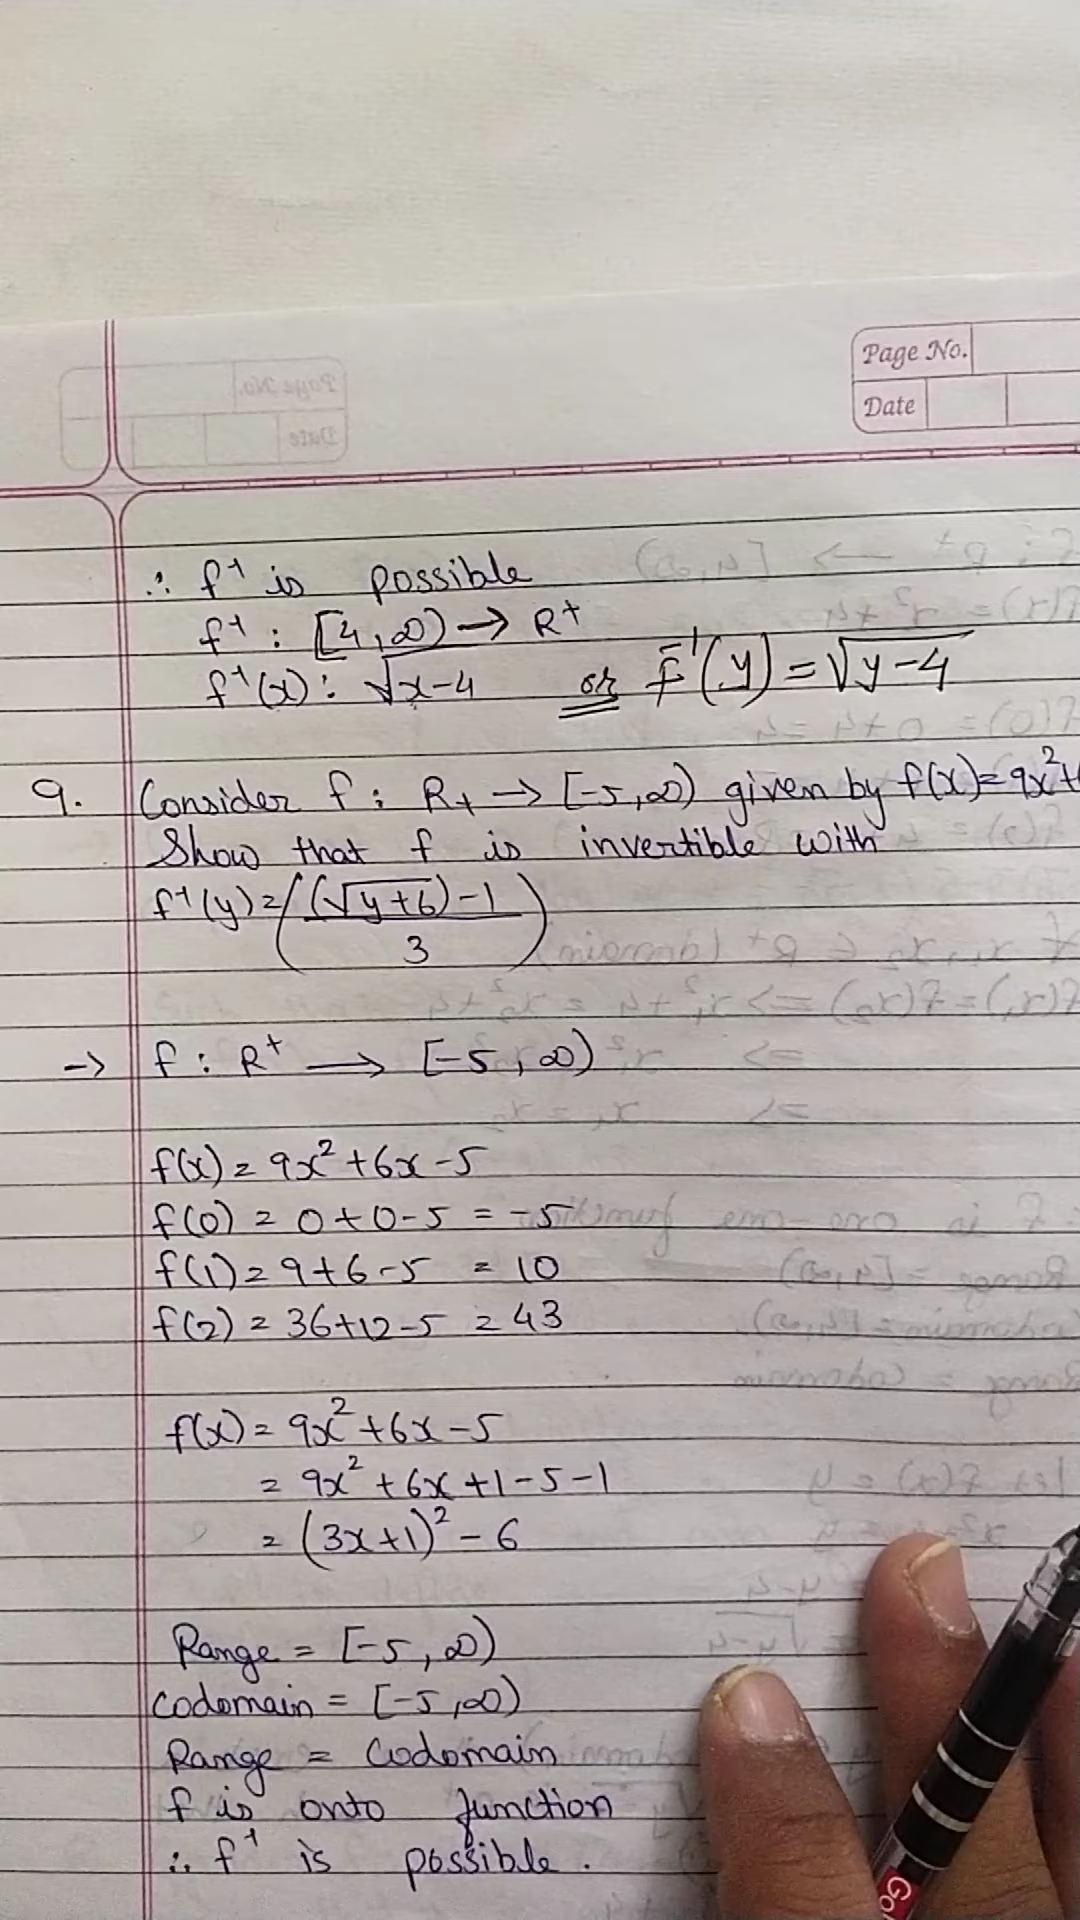 Page No.
Date
∴ f⁻¹ is possible
f⁻¹ : [4,∞) → R⁺
f⁻¹(x) : √x-4 or f⁻¹(y) = √y-4
9. Consider f : R₊ → [-5,∞) given by f(x) = 9x²+
Show that f is invertible with
f⁻¹(y) = ((√y+6)-1 / 3)
→ f : R⁺ → [-5,∞)
f(x) = 9x²+6x-5
f(0) = 0+0-5 = -5
f(1) = 9+6-5 = 10
f(2) = 36+12-5 = 43
f(x) = 9x²+6x-5
= 9x²+6x+1-5-1
= (3x+1)²-6
Range = [-5,∞)
codomain = [-5,∞)
Range = Codomain
f is onto function
∴ f⁻¹ is possible.
Go